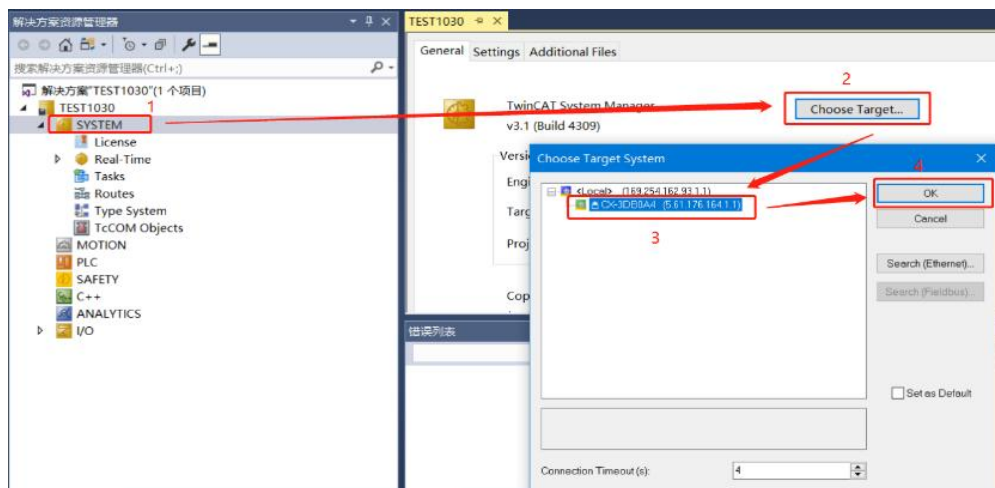 解决方案资源管理器
搜索解决方案资源管理器(Ctrl+;)
解决方案"TEST1030"(1 个项目)
TEST1030
1
SYSTEM
License
Real-Time
Tasks
Routes
Type System
TcCOM Objects
MOTION
PLC
SAFETY
C++
ANALYTICS
I/O
TEST1030
General Settings Additional Files
2
TwinCAT System Manager
v3.1 (Build 4309)
Choose Target...
Versi
Engi
Targ
Proj
Cop
错误列表
Choose Target System
4
<Local> (169.254.162.93.1.1)
CX-3DB0A4 (5.61.176.164.1.1)
3
OK
Cancel
Search (Ethernet)...
Search (Fieldbus)...
Set as Default
Connection Timeout (s):
4